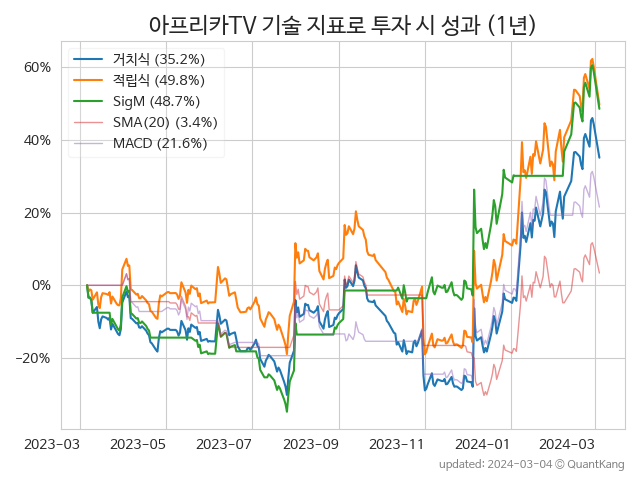 아프리카TV 기술 지표로 투자 시 성과 (1년)
거치식 (35.2%)
적립식 (49.8%)
SigM (48.7%)
SMA(20) (3.4%)
MACD (21.6%)
60%
40%
20%
0%
−20%
2023-03 2023-05 2023-07 2023-09 2023-11 2024-01 2024-03
updated: 2024-03-04 © QuantKang